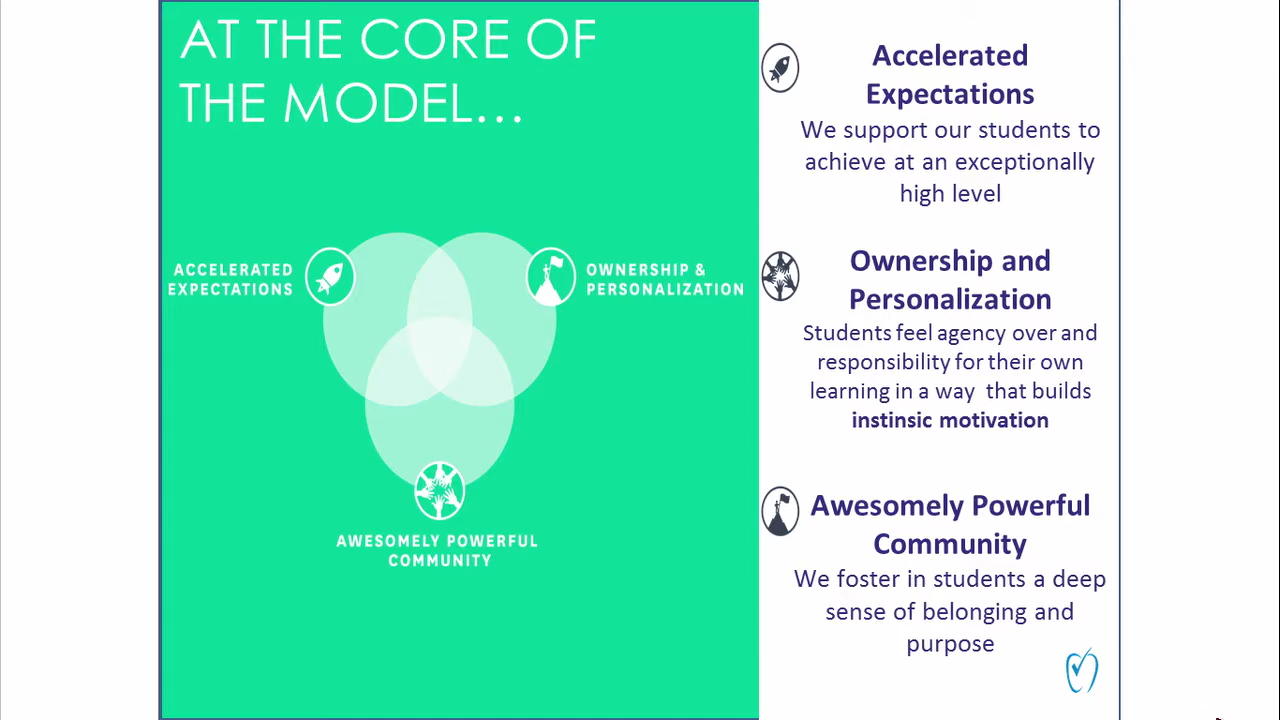 AT THE CORE OF
THE MODEL…
ACCELERATED
EXPECTATIONS
OWNERSHIP &
PERSONALIZATION
AWESOMELY POWERFUL
COMMUNITY
Accelerated
Expectations
We support our students to
achieve at an exceptionally
high level
Ownership and
Personalization
Students feel agency over and
responsibility for their own
learning in a way  that builds
instinsic motivation
Awesomely Powerful
Community
We foster in students a deep
sense of belonging and
purpose